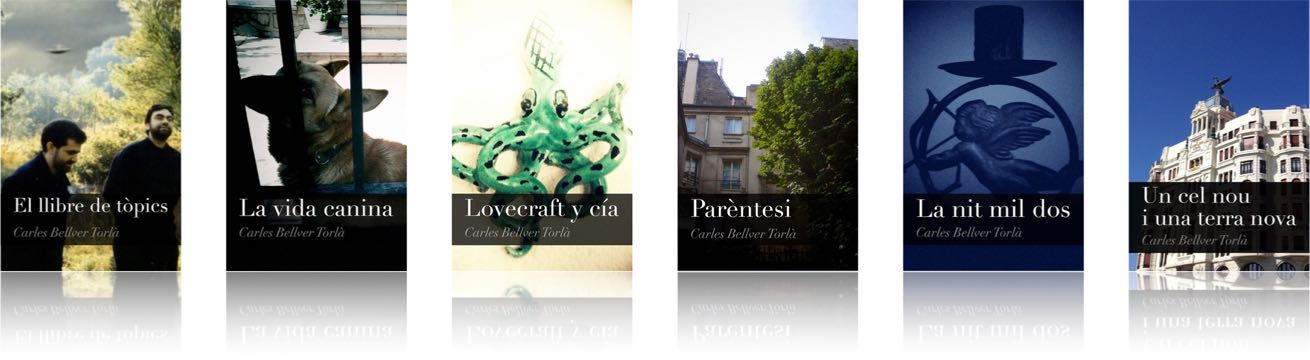 El llibre de tòpics
Carles Bellver Torlà
La vida canina
Carles Bellver Torlà
Lovecraft y cía
Carles Bellver Torlà
Parèntesi
Carles Bellver Torlà
La nit mil dos
Carles Bellver Torlà
Un cel nou
i una terra nova
Carles Bellver Torlà